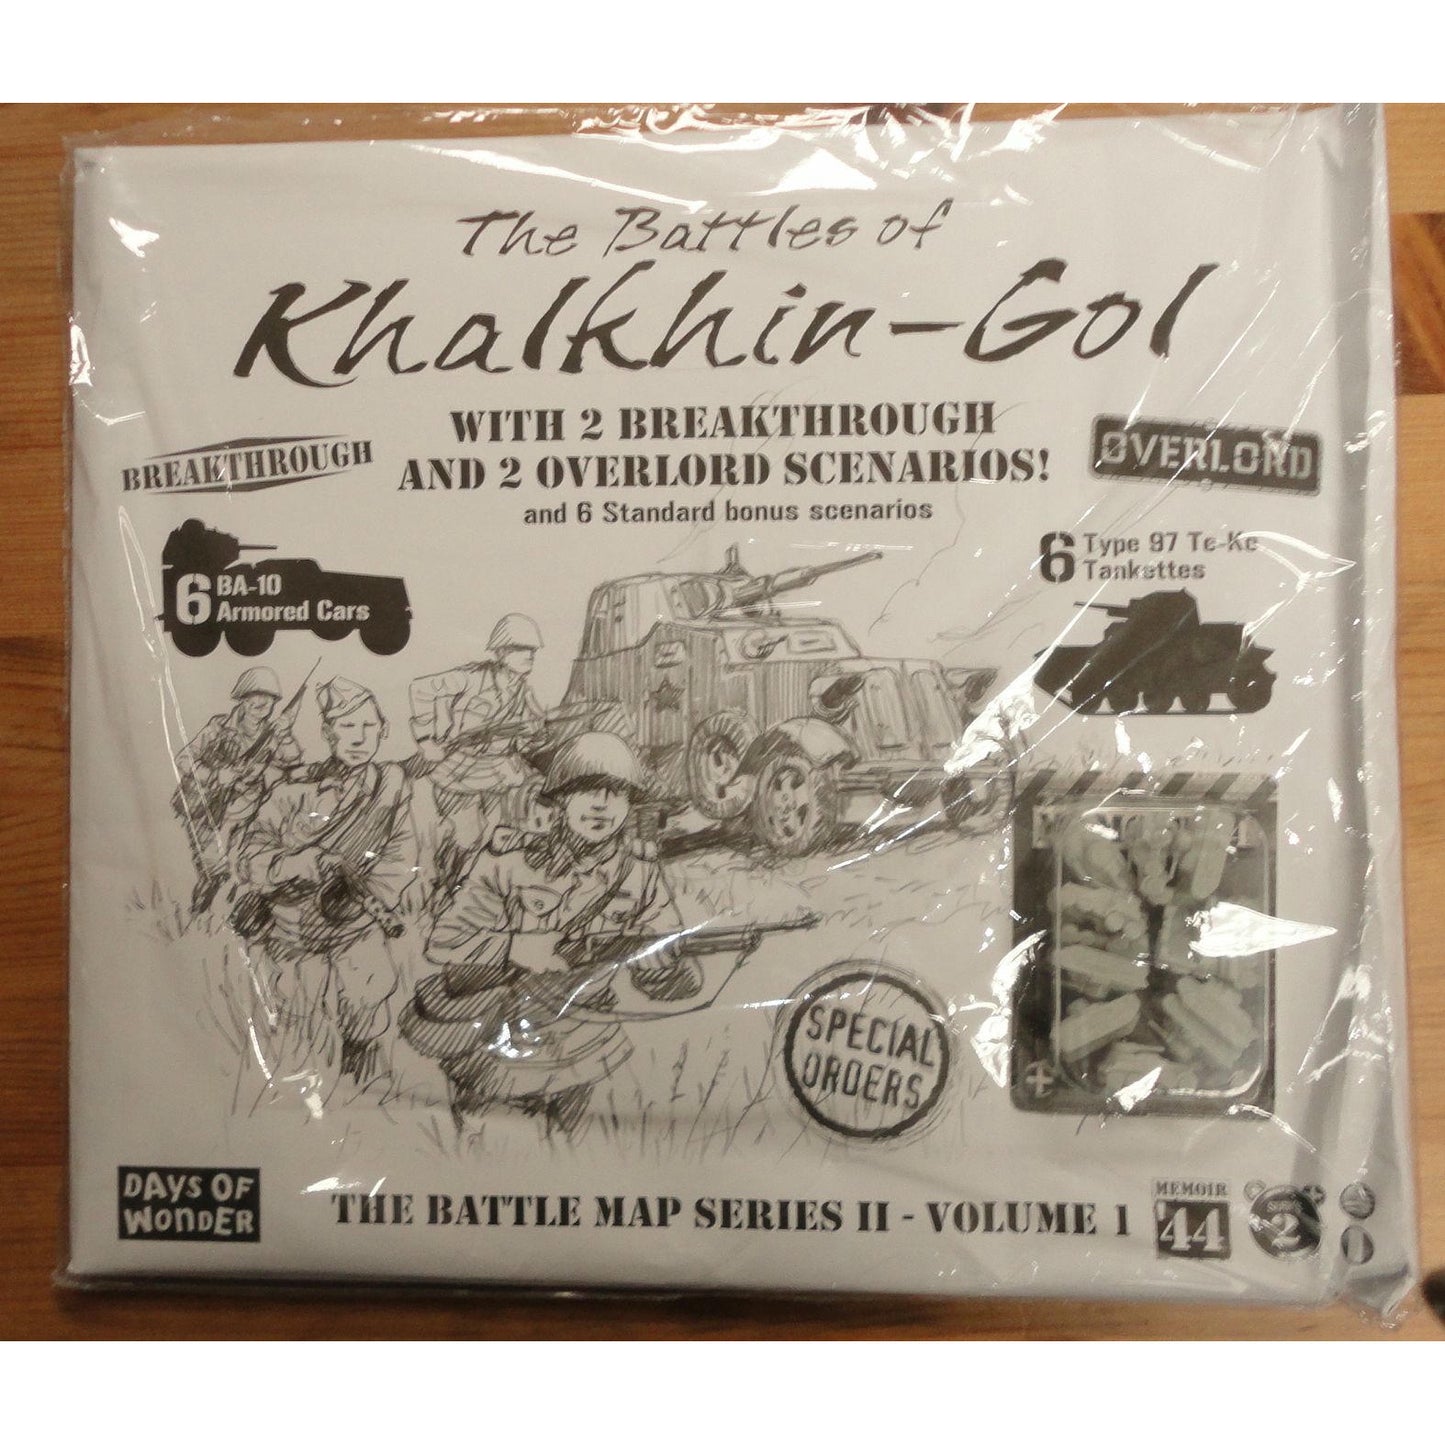 The Battles of
Khalkhin-Gol
WITH 2 BREAKTHROUGH
AND 2 OVERLORD SCENARIOS!
and 6 Standard bonus scenarios
BREAKTHROUGH
OVERLORD
6 BA-10
Armored Cars
6 Type 97 Te-Ke
Tankettes
SPECIAL
ORDERS
DAYS OF
WONDER
THE BATTLE MAP SERIES II - VOLUME 1
MEMOIR
'44
2